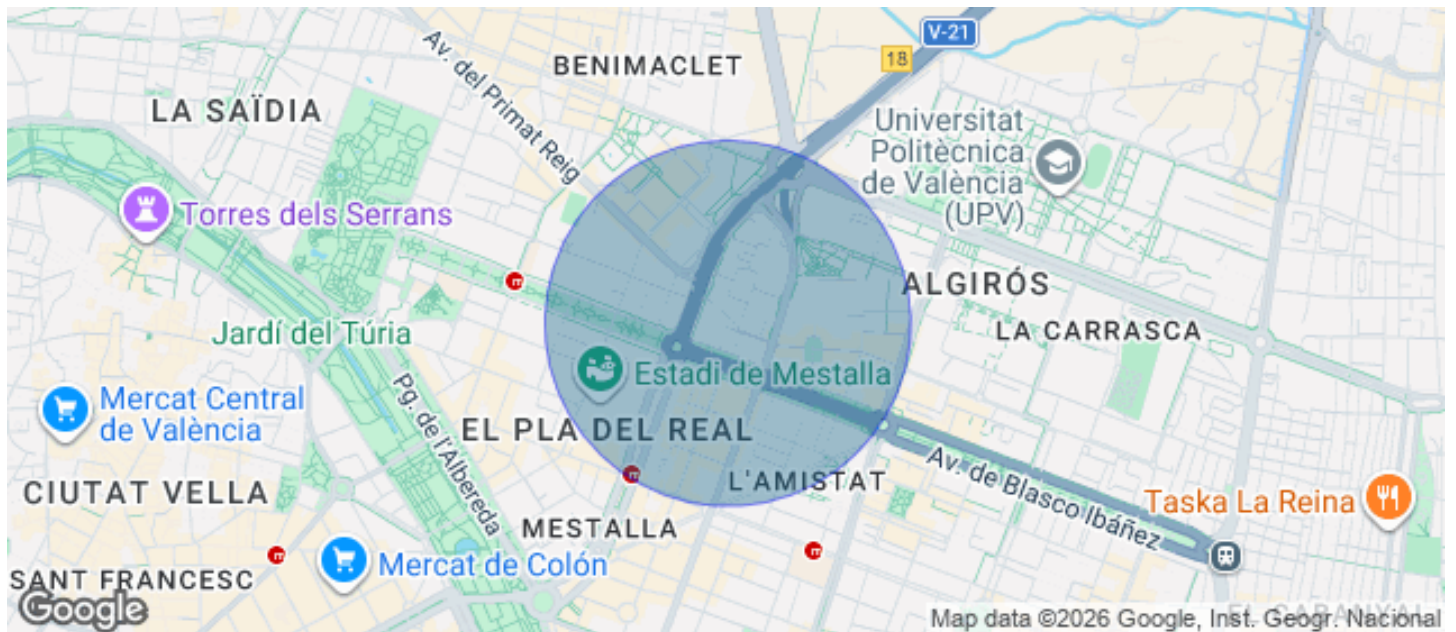 V-21
18
Av. del Primat Reig
BENIMACLET
LA SAÏDIA
Universitat
Politècnica
de València
(UPV)
Torres dels Serrans
ALGIRÓS
LA CARRASCA
Jardí del Túria
Estadi de Mestalla
Mercat Central
de València
Pg. de l'Albereda
EL PLA DEL REAL
L'AMISTAT
Av. de Blasco Ibáñez
CIUTAT VELLA
Taska La Reina
MESTALLA
Mercat de Colón
SANT FRANCESC
Google
Map data ©2026 Google, Inst. Geogr. Nacional